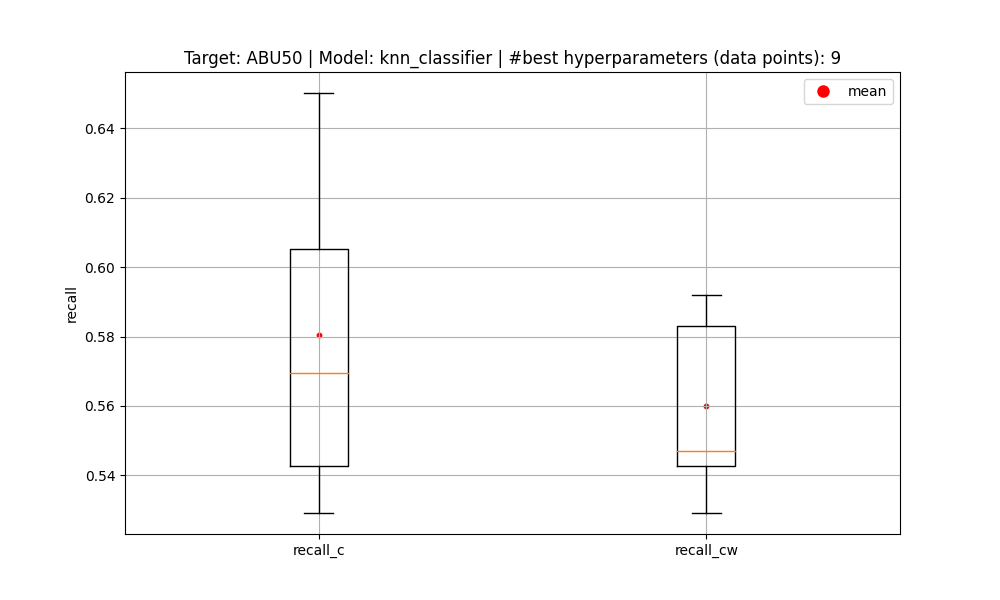 Target: ABU50 | Model: knn_classifier | #best hyperparameters (data points): 9
mean
0.64
0.62
0.60
0.58
0.56
0.54
recall
recall_c
recall_cw